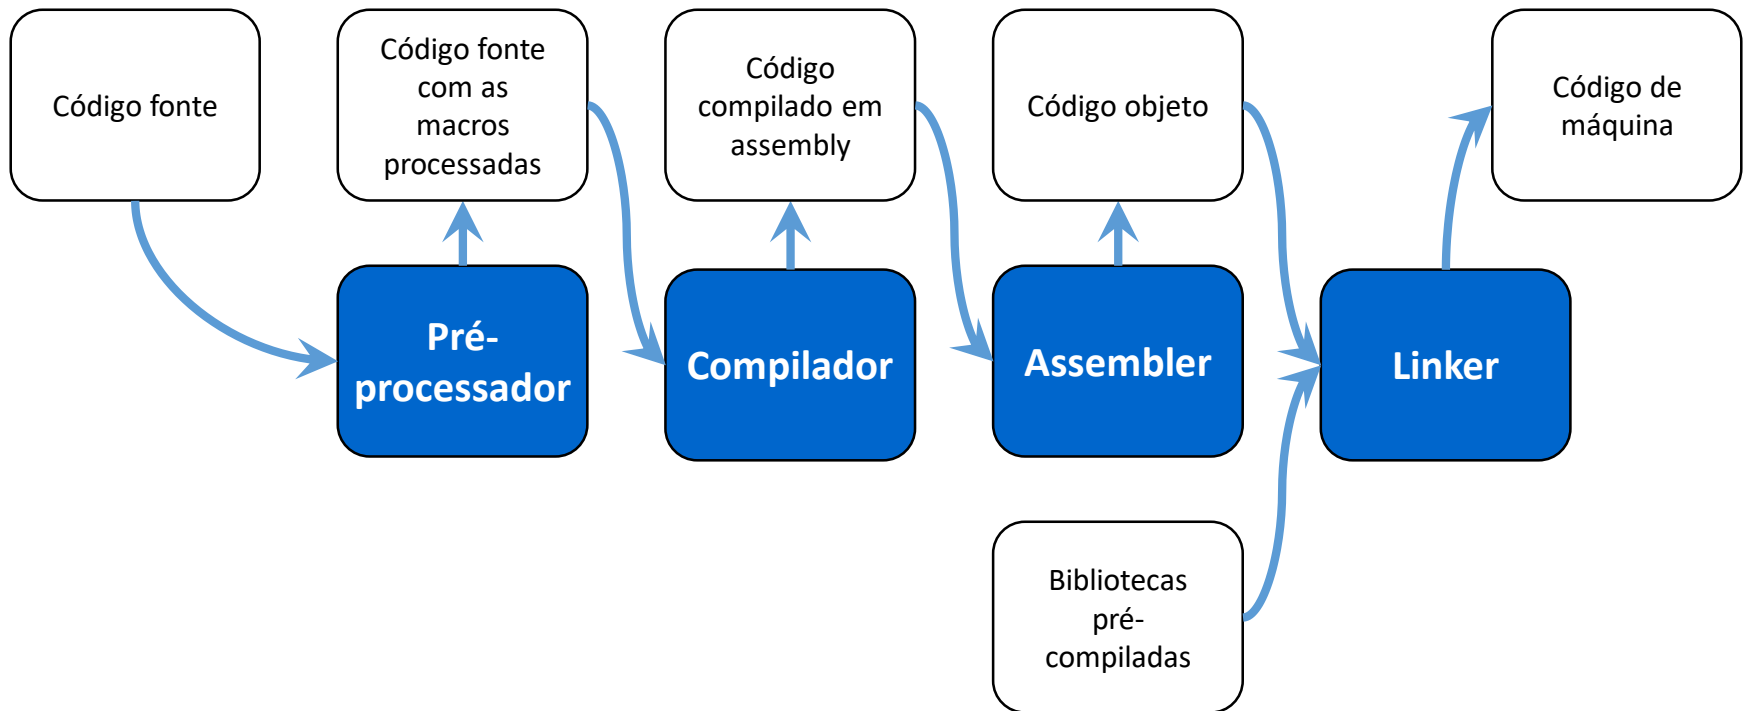 Código fonte
Código fonte
com as
macros
processadas
Código
compilado em
assembly
Código objeto
Código de
máquina
Pré-
processador
Compilador
Assembler
Linker
Bibliotecas
pré-
compiladas